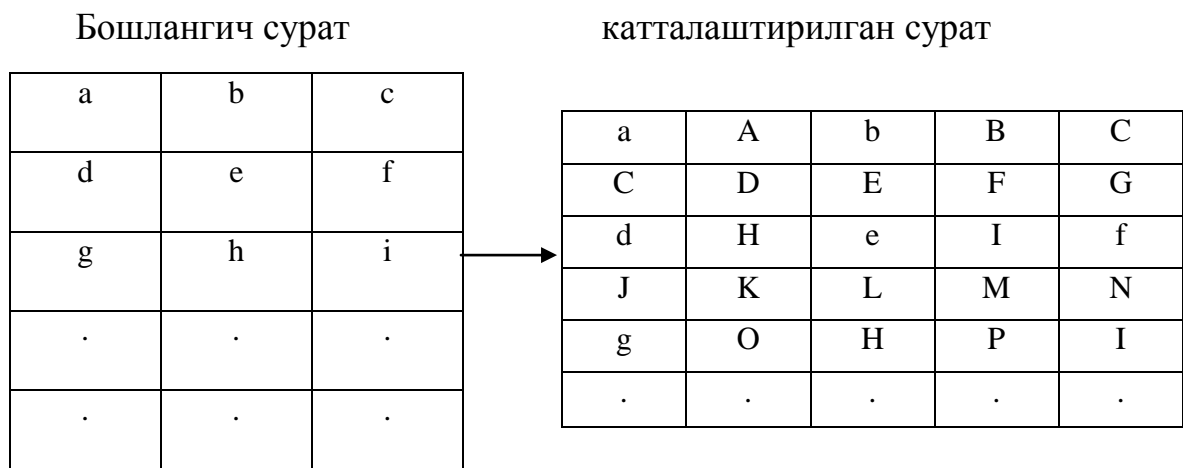 Бошлангич сурат
a b c
d e f
g h i
. . .
. . .
катталаштирилган сурат
a A b B C
C D E F G
d H e I f
J K L M N
g O H P I
. . . . .